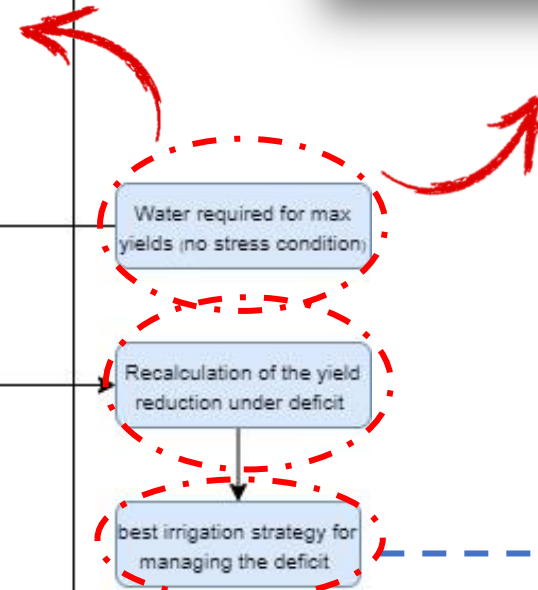 Water required for max
yields (no stress condition)
Recalculation of the yield
reduction under deficit
best irrigation strategy for
managing the deficit